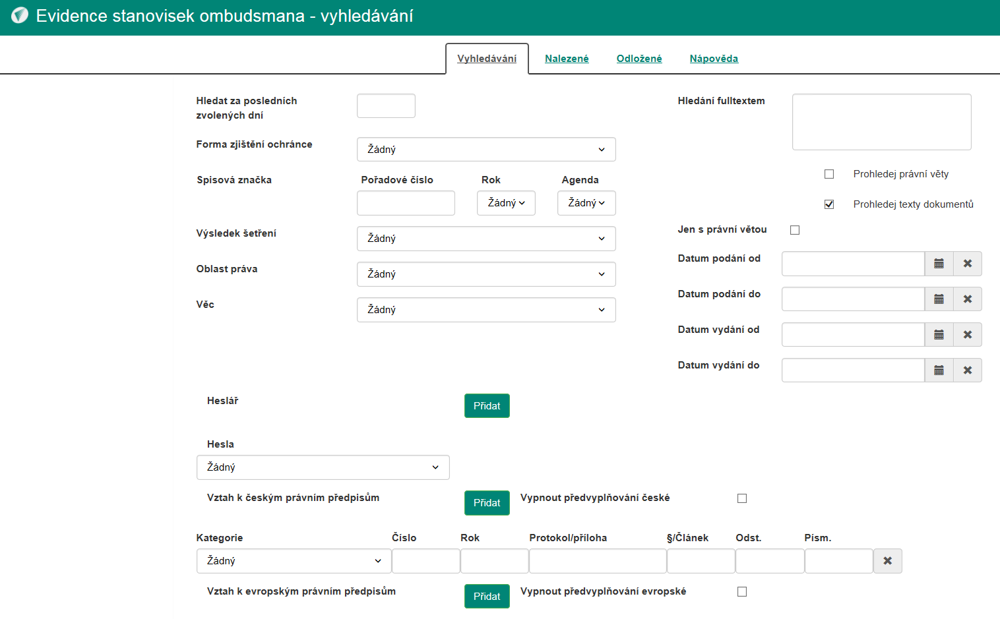 Evidence stanovisek ombudsmana - vyhledávání
Vyhledávání
Nalezené
Odložené
Nápověda
Hledat za posledních
zvolených dní
Forma zjištění ochránce
Žádný
Spisová značka
Pořadové číslo
Rok
Agenda
Žádný
Žádný
Výsledek šetření
Žádný
Oblast práva
Žádný
Věc
Žádný
Hledání fulltextem
Prohledej právní věty
Prohledej texty dokumentů
Jen s právní větou
Datum podání od
Datum podání do
Datum vydání od
Datum vydání do
Heslář
Přidat
Hesla
Žádný
Vztah k českým právním předpisům
Přidat
Vypnout předvyplňování české
Kategorie
Číslo
Rok
Protokol/příloha
§/Článek
Odst.
Písm.
Žádný
Vztah k evropským právním předpisům
Přidat
Vypnout předvyplňování evropské